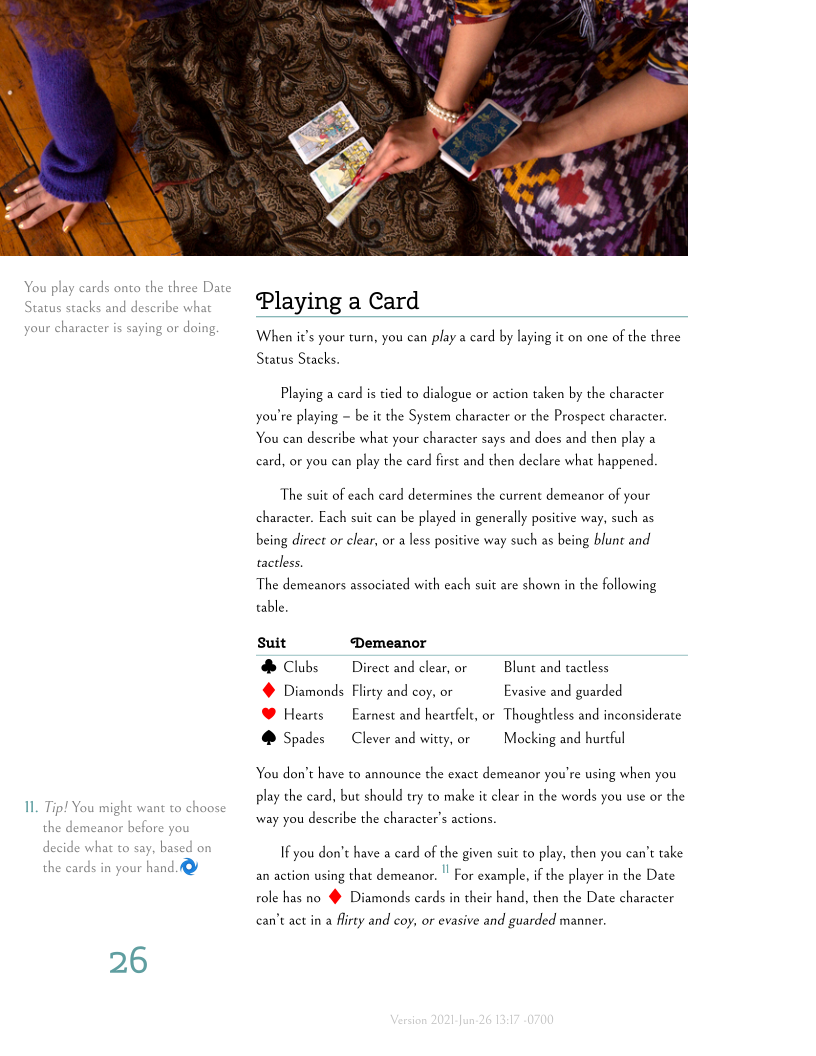 You play cards onto the three Date
Status stacks and describe what
your character is saying or doing.
Playing a Card
When it's your turn, you can play a card by laying it on one of the three
Status Stacks.
Playing a card is tied to dialogue or action taken by the character
you're playing – be it the System character or the Prospect character.
You can describe what your character says and does and then play a
card, or you can play the card first and then declare what happened.
The suit of each card determines the current demeanor of your
character. Each suit can be played in generally positive way, such as
being direct or clear, or a less positive way such as being blunt and
tactless.
The demeanors associated with each suit are shown in the following
table.
Suit Demeanor
♣ Clubs Direct and clear, or Blunt and tactless
♦ Diamonds Flirty and coy, or Evasive and guarded
♥ Hearts Earnest and heartfelt, or Thoughtless and inconsiderate
♠ Spades Clever and witty, or Mocking and hurtful
You don't have to announce the exact demeanor you're using when you
play the card, but should try to make it clear in the words you use or the
way you describe the character's actions.
If you don't have a card of the given suit to play, then you can't take
an action using that demeanor. 11 For example, if the player in the Date
role has no ♦ Diamonds cards in their hand, then the Date character
can't act in a flirty and coy, or evasive and guarded manner.
11. Tip! You might want to choose
the demeanor before you
decide what to say, based on
the cards in your hand.
26
Version 2021-Jun-26 13:17 -0700